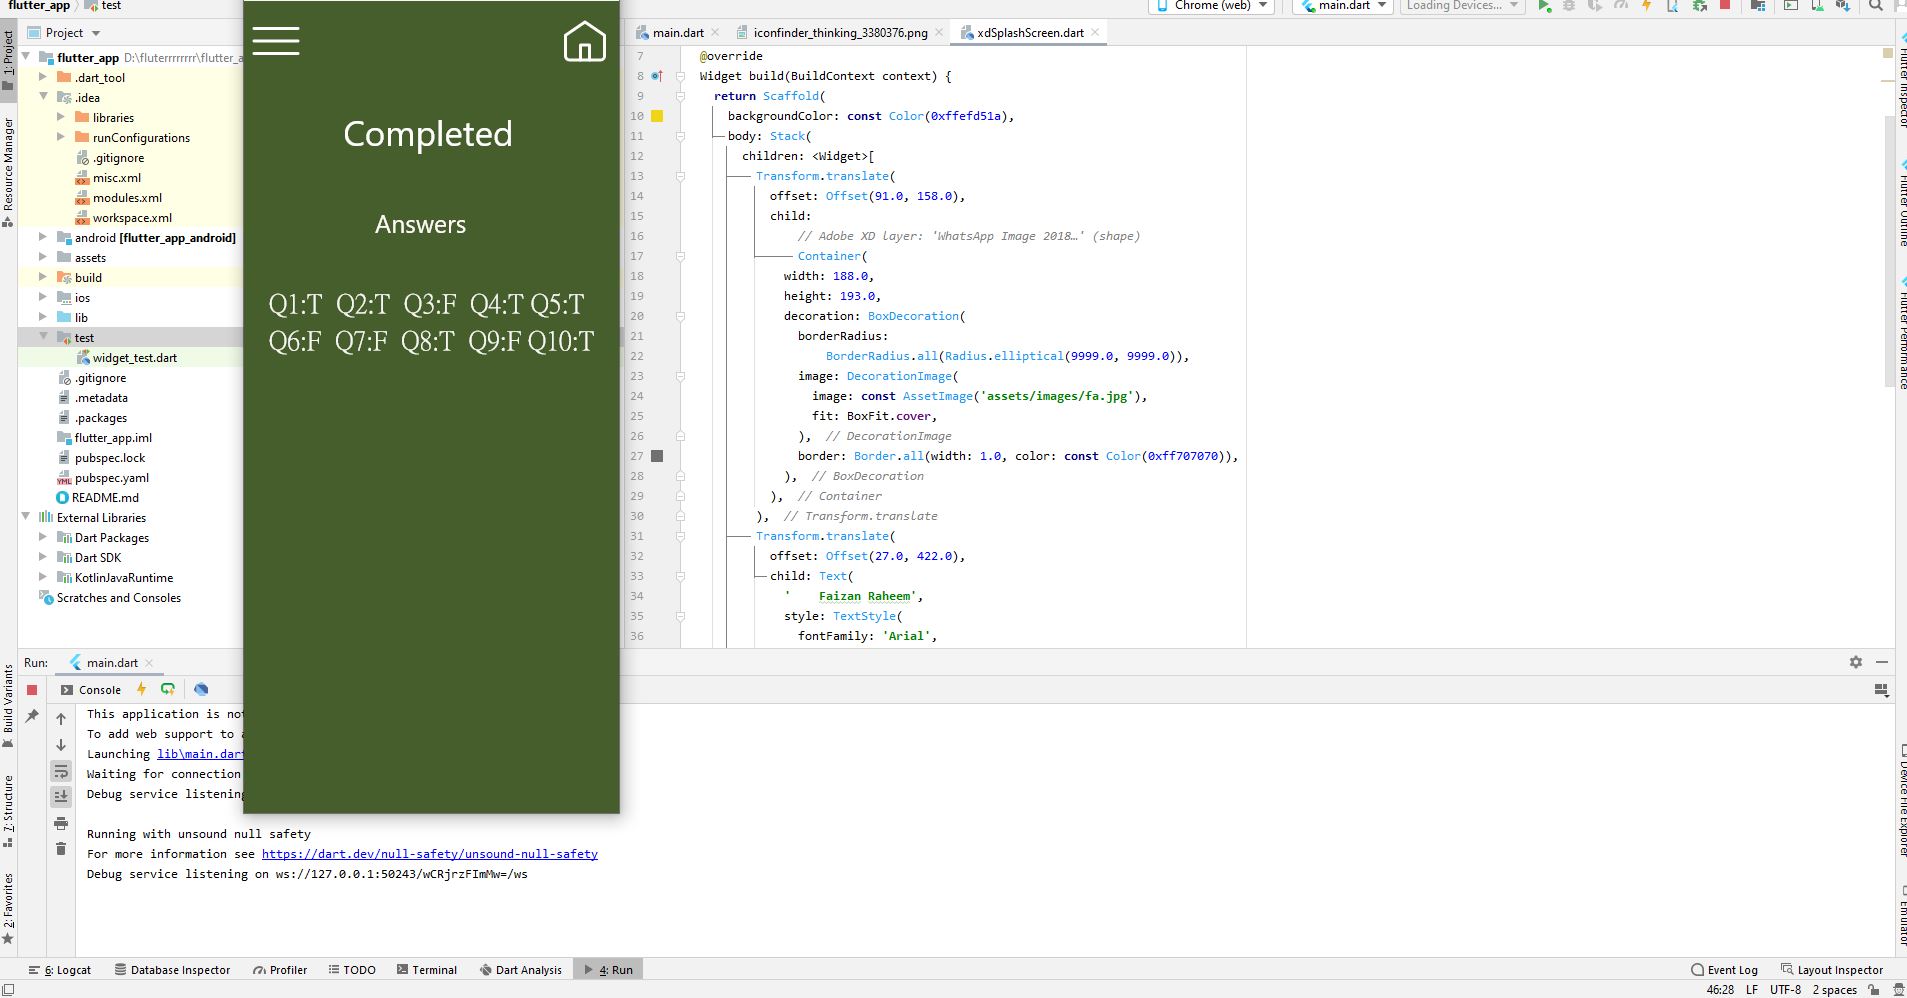 flutter_app
test
Chrome (web)
main.dart
Loading Devices...
Project
main.dart
iconfinder_thinking_3380376.png
xdSplashScreen.dart
1: Project
Resource Manager
Build Variants
7: Structure
2: Favorites
flutter_app D:\fluterrrrrrrr\flutter_a
.dart_tool
.idea
libraries
runConfigurations
.gitignore
misc.xml
modules.xml
workspace.xml
android [flutter_app_android]
assets
build
ios
lib
test
widget_test.dart
.gitignore
.metadata
.packages
flutter_app.iml
pubspec.lock
pubspec.yaml
README.md
External Libraries
Dart Packages
Dart SDK
KotlinJavaRuntime
Scratches and Consoles
Completed
Answers
Q1:T Q2:T Q3:F Q4:T Q5:T
Q6:F Q7:F Q8:T Q9:F Q10:T
7 @override
8 Widget build(BuildContext context) {
9 return Scaffold(
10 backgroundColor: const Color(0xffefd51a),
11 body: Stack(
12 children: <Widget>[
13 Transform.translate(
14 offset: Offset(91.0, 158.0),
15 child:
16 // Adobe XD layer: 'WhatsApp Image 2018…' (shape)
17 Container(
18 width: 188.0,
19 height: 193.0,
20 decoration: BoxDecoration(
21 borderRadius:
22 BorderRadius.all(Radius.elliptical(9999.0, 9999.0)),
23 image: DecorationImage(
24 image: const AssetImage('assets/images/fa.jpg'),
25 fit: BoxFit.cover,
26 ), // DecorationImage
27 border: Border.all(width: 1.0, color: const Color(0xff707070)),
28 ), // BoxDecoration
29 ), // Container
30 ), // Transform.translate
31 Transform.translate(
32 offset: Offset(27.0, 422.0),
33 child: Text(
34 '    Faizan Raheem',
35 style: TextStyle(
36 fontFamily: 'Arial',
Flutter Inspector
Flutter Outline
Flutter Performance
Device File Explorer
Emulator
Run: main.dart
Console
This application is not
To add web support to a
Launching lib\main.dart
Waiting for connection
Debug service listening
Running with unsound null safety
For more information see https://dart.dev/null-safety/unsound-null-safety
Debug service listening on ws://127.0.0.1:50243/wCRjrzFImMw=/ws
6: Logcat
Database Inspector
Profiler
TODO
Terminal
Dart Analysis
4: Run
Event Log
Layout Inspector
46:28 LF UTF-8 2 spaces